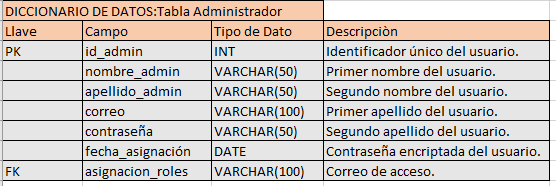 DICCIONARIO DE DATOS:Tabla Administrador
Llave Campo Tipo de Dato Descripciòn
PK id_admin INT Identificador único del usuario.
nombre_admin VARCHAR(50) Primer nombre del usuario.
apellido_admin VARCHAR(50) Segundo nombre del usuario.
correo VARCHAR(100) Primer apellido del usuario.
contraseña VARCHAR(50) Segundo apellido del usuario.
fecha_asignación DATE Contraseña encriptada del usuario.
FK asignacion_roles VARCHAR(100) Correo de acceso.